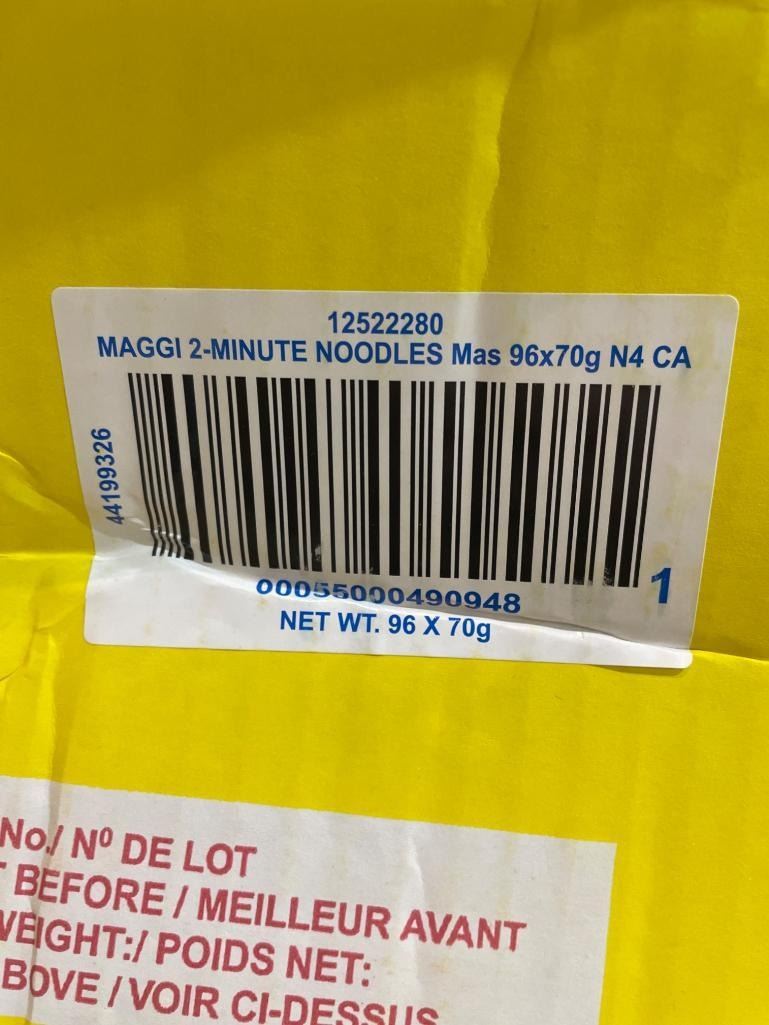 12522280
MAGGI 2-MINUTE NOODLES Mas 96x70g N4 CA
44199326
00055000490948
1
NET WT. 96 X 70g
No./ Nº DE LOT
BEFORE / MEILLEUR AVANT
WEIGHT:/ POIDS NET:
BOVE / VOIR CI-DESSUS